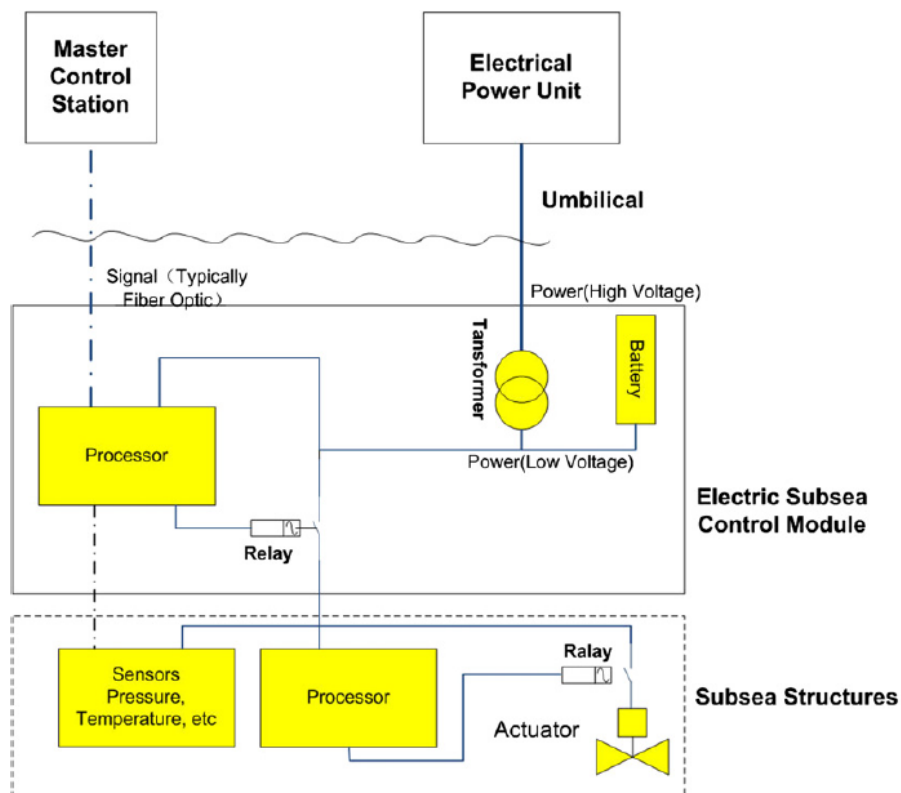 Master
Control
Station
Electrical
Power Unit
Umbilical
Signal（Typically
Fiber Optic）
Power(High Voltage)
Tansformer
Battery
Processor
Power(Low Voltage)
Electric Subsea
Control Module
Relay
Sensors
Pressure,
Temperature, etc
Processor
Ralay
Actuator
Subsea Structures